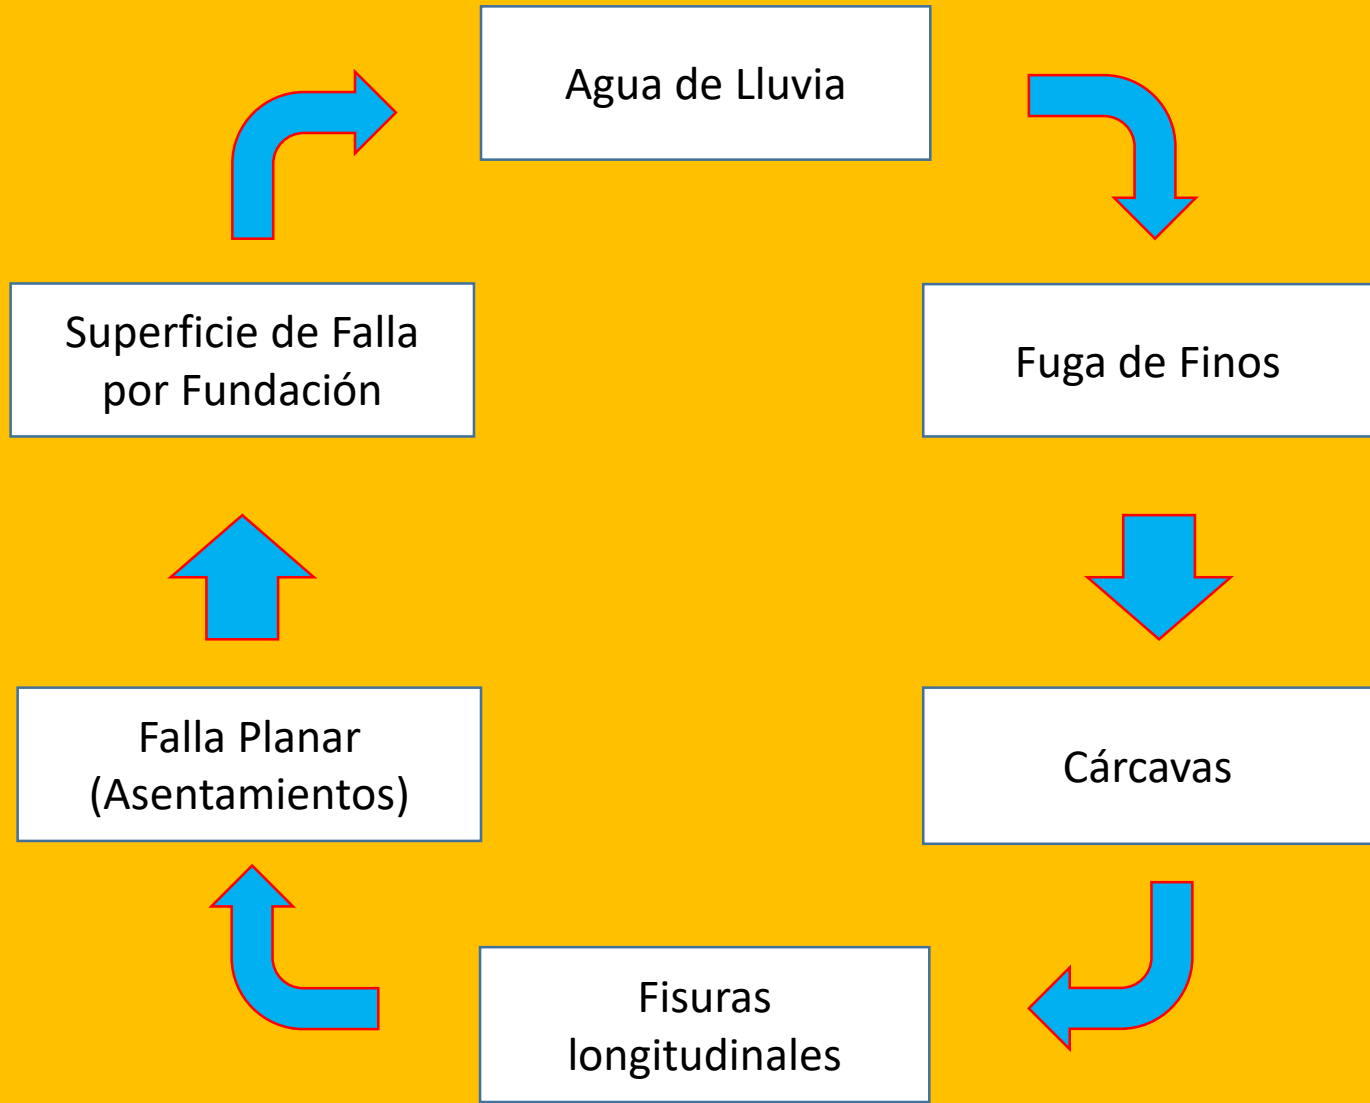 Agua de Lluvia
Superficie de Falla
por Fundación
Fuga de Finos
Falla Planar
(Asentamientos)
Cárcavas
Fisuras
longitudinales